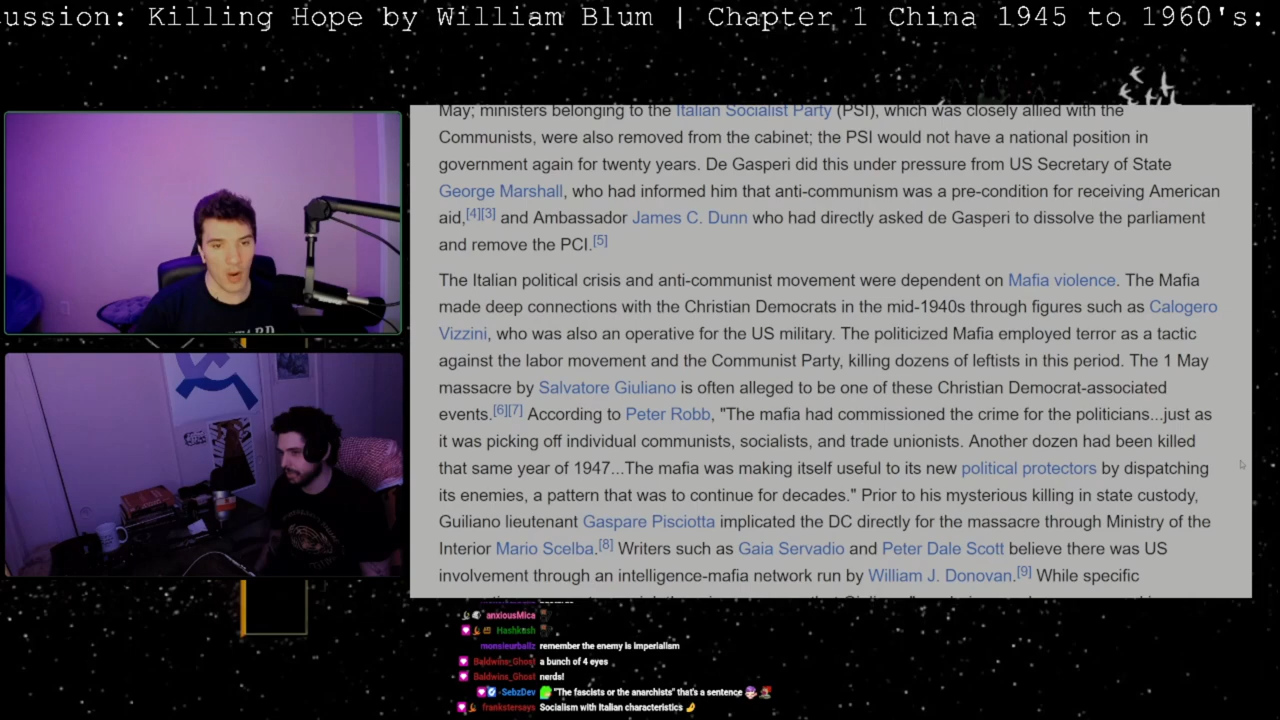 ussion: Killing Hope by William Blum | Chapter 1 China 1945 to 1960's:
May; ministers belonging to the Italian Socialist Party (PSI), which was closely allied with the
Communists, were also removed from the cabinet; the PSI would not have a national position in
government again for twenty years. De Gasperi did this under pressure from US Secretary of State
George Marshall, who had informed him that anti-communism was a pre-condition for receiving American
aid,[4][3] and Ambassador James C. Dunn who had directly asked de Gasperi to dissolve the parliament
and remove the PCI.[5]
The Italian political crisis and anti-communist movement were dependent on Mafia violence. The Mafia
made deep connections with the Christian Democrats in the mid-1940s through figures such as Calogero
Vizzini, who was also an operative for the US military. The politicized Mafia employed terror as a tactic
against the labor movement and the Communist Party, killing dozens of leftists in this period. The 1 May
massacre by Salvatore Giuliano is often alleged to be one of these Christian Democrat-associated
events.[6][7] According to Peter Robb, "The mafia had commissioned the crime for the politicians...just as
it was picking off individual communists, socialists, and trade unionists. Another dozen had been killed
that same year of 1947...The mafia was making itself useful to its new political protectors by dispatching
its enemies, a pattern that was to continue for decades." Prior to his mysterious killing in state custody,
Guiliano lieutenant Gaspare Pisciotta implicated the DC directly for the massacre through Ministry of the
Interior Mario Scelba.[8] Writers such as Gaia Servadio and Peter Dale Scott believe there was US
involvement through an intelligence-mafia network run by William J. Donovan.[9] While specific
anxiousMica
Hashkash
monsieurballz remember the enemy is Imperialism
Baldwins_Ghost a bunch of 4 eyes
Baldwins_Ghost nerds!
-SebzDev "The fascists or the anarchists" that's a sentence
frankstersays Socialism with Italian characteristics